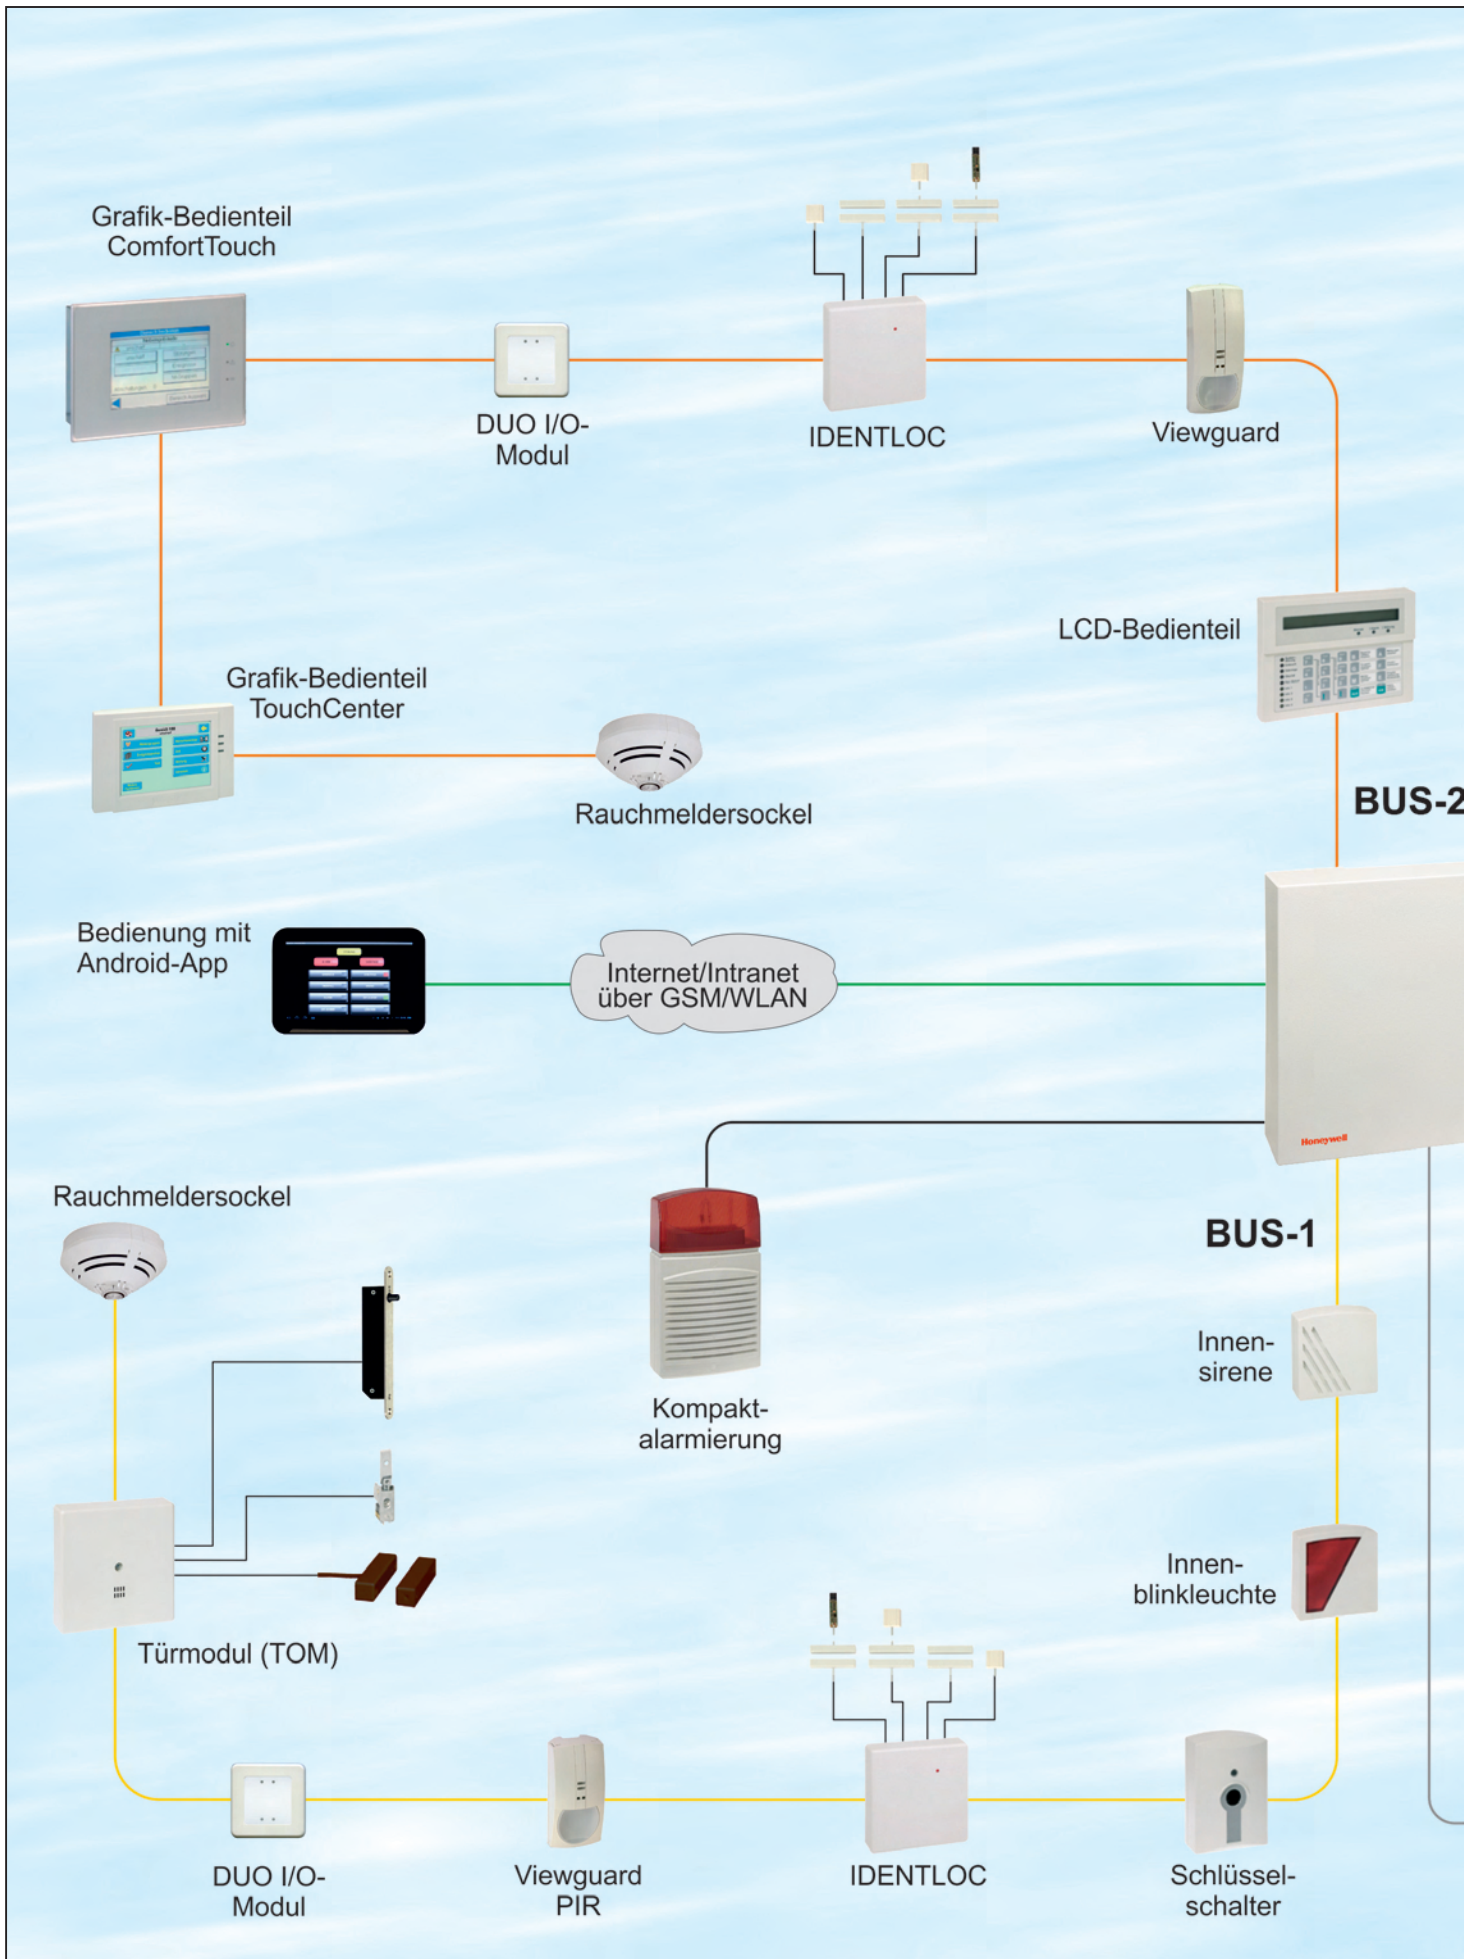 Grafik-Bedienteil
ComfortTouch
DUO I/O-
Modul
IDENTLOC
Viewguard
LCD-Bedienteil
Grafik-Bedienteil
TouchCenter
Rauchmeldersockel
BUS-2
Bedienung mit
Android-App
Internet/Intranet
über GSM/WLAN
Honeywell
Rauchmeldersockel
BUS-1
Innen-
sirene
Kompakt-
alarmierung
Innen-
blinkleuchte
Türmodul (TOM)
DUO I/O-
Modul
Viewguard
PIR
IDENTLOC
Schlüssel-
schalter